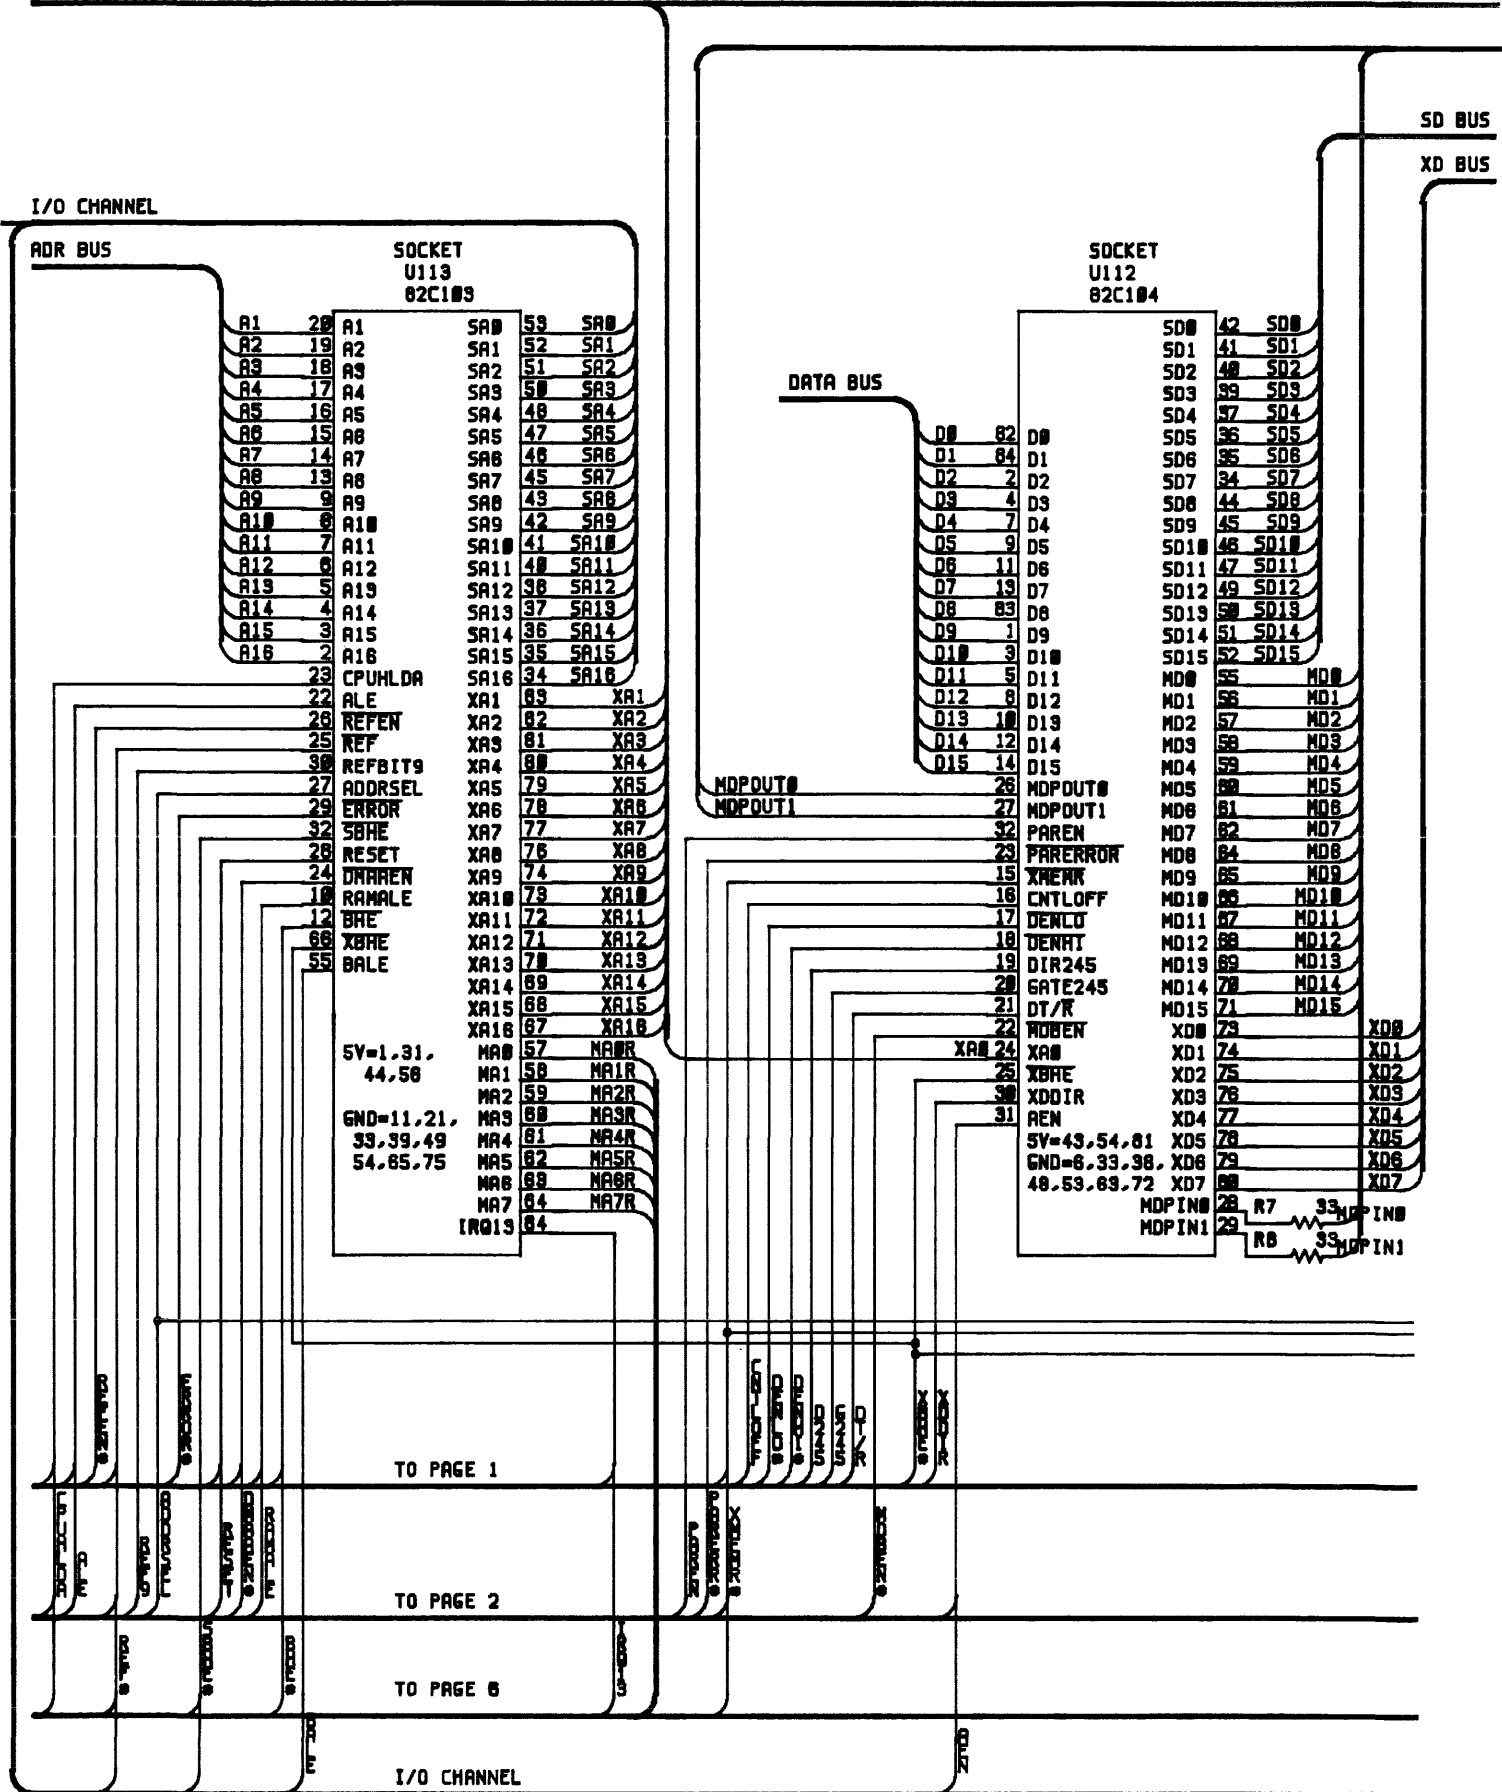 SD BUS
XD BUS
I/O CHANNEL
ADR BUS
SOCKET
U113
82C103
SOCKET
U112
82C104
DATA BUS
A1 20 A1 SA0 53 SA0
A2 19 A2 SA1 52 SA1
A3 18 A3 SA2 51 SA2
A4 17 A4 SA3 50 SA3
A5 16 A5 SA4 48 SA4
A6 15 A6 SA5 47 SA5
A7 14 A7 SA6 46 SA6
A8 13 A8 SA7 45 SA7
A9 9 A9 SA8 43 SA8
A10 8 A10 SA9 42 SA9
A11 7 A11 SA10 41 SA10
A12 6 A12 SA11 40 SA11
A13 5 A13 SA12 38 SA12
A14 4 A14 SA13 37 SA13
A15 3 A15 SA14 36 SA14
A16 2 A16 SA15 35 SA15
23 CPUHLDA SA16 34 SA16
22 ALE XA1 83 XA1
26 REFEN XA2 82 XA2
25 REF XA3 81 XA3
30 REFBIT9 XA4 80 XA4
27 ADDRSEL XA5 79 XA5
29 ERROR XA6 78 XA6
32 SBHE XA7 77 XA7
28 RESET XA8 76 XA8
24 DMAAEN XA9 74 XA9
10 RAMALE XA10 73 XA10
12 BHE XA11 72 XA11
66 XBHE XA12 71 XA12
55 BALE XA13 70 XA13
XA14 69 XA14
XA15 68 XA15
XA16 67 XA16
5V=1,31, MA0 57 MA0R
44,56 MA1 58 MA1R
MA2 59 MA2R
GND=11,21, MA3 60 MA3R
33,39,49 MA4 61 MA4R
54,65,75 MA5 62 MA5R
MA6 63 MA6R
MA7 64 MA7R
IRQ13 84
SD0 42 SD0
SD1 41 SD1
SD2 40 SD2
SD3 39 SD3
SD4 37 SD4
D0 82 D0 SD5 36 SD5
D1 84 D1 SD6 35 SD6
D2 2 D2 SD7 34 SD7
D3 4 D3 SD8 44 SD8
D4 7 D4 SD9 45 SD9
D5 9 D5 SD10 46 SD10
D6 11 D6 SD11 47 SD11
D7 13 D7 SD12 49 SD12
D8 83 D8 SD13 50 SD13
D9 1 D9 SD14 51 SD14
D10 3 D10 SD15 52 SD15
D11 5 D11 MD0 55 MD0
D12 8 D12 MD1 56 MD1
D13 10 D13 MD2 57 MD2
D14 12 D14 MD3 58 MD3
D15 14 D15 MD4 59 MD4
MDPOUT0 26 MDPOUT0 MD5 60 MD5
MDPOUT1 27 MDPOUT1 MD6 61 MD6
32 PAREN MD7 62 MD7
23 PARERROR MD8 64 MD8
15 XMEMR MD9 65 MD9
16 CNTLOFF MD10 66 MD10
17 DENLO MD11 67 MD11
18 DENHI MD12 68 MD12
19 DIR245 MD13 69 MD13
20 GATE245 MD14 70 MD14
21 DT/R MD15 71 MD15
22 MDBEN XD0 73 XD0
XA0 24 XA0 XD1 74 XD1
25 XBHE XD2 75 XD2
30 XDDIR XD3 76 XD3
31 AEN XD4 77 XD4
5V=43,54,81 XD5 78 XD5
GND=6,33,38, XD6 79 XD6
48,53,63,72 XD7 80 XD7
MDPIN0 28 R7 33 MDPIN0
MDPIN1 29 R8 33 MDPIN1
CNTLOFF
DT/R
XDDIR
TO PAGE 1
CPUHLDA
ALE
ADDRSEL
RESET
RAMALE
PAREN
TO PAGE 2
IRQ13
TO PAGE 6
BALE
AEN
I/O CHANNEL